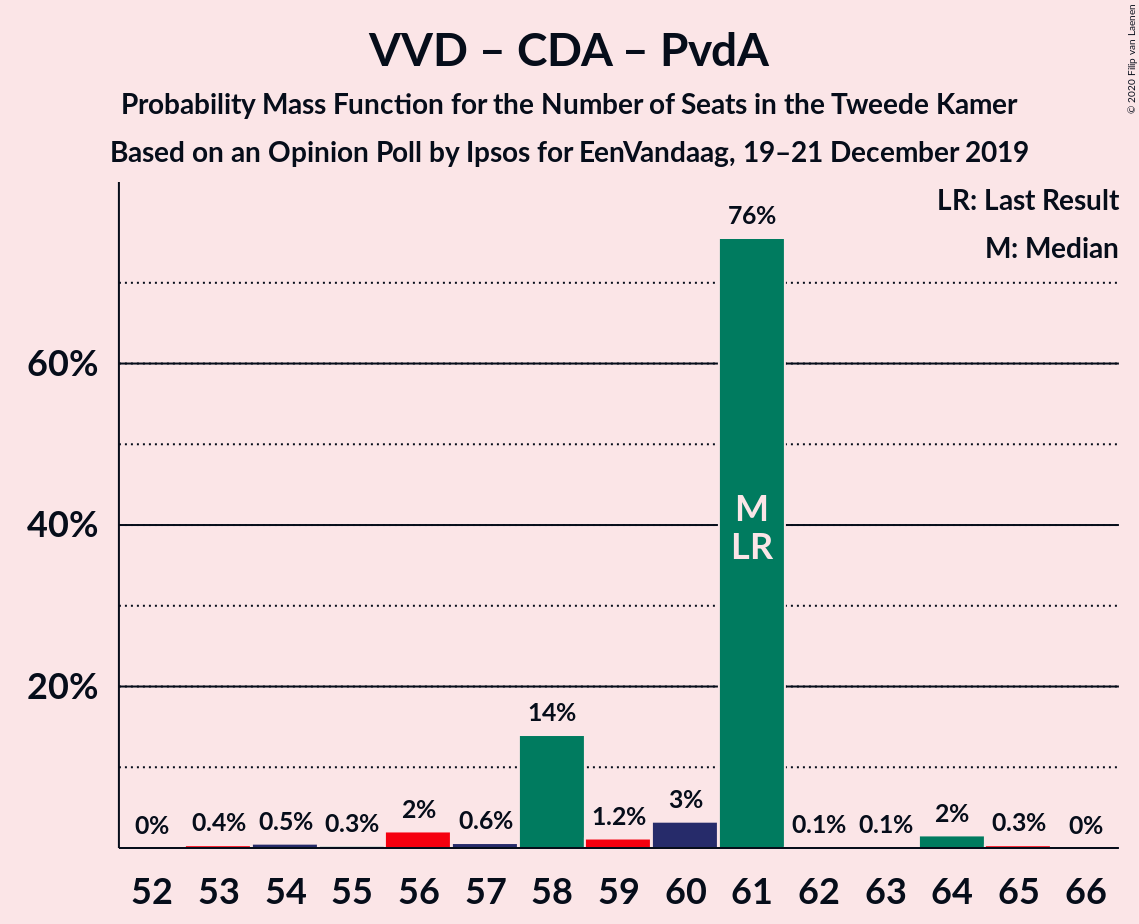 VVD – CDA – PvdA
Probability Mass Function for the Number of Seats in the Tweede Kamer
Based on an Opinion Poll by Ipsos for EenVandaag, 19–21 December 2019
© 2020 Filip van Laenen
LR: Last Result
M: Median
60%
40%
20%
0%
0.4%
0.5%
0.3%
2%
0.6%
14%
1.2%
3%
76%
0.1%
0.1%
2%
0.3%
0%
M
LR
52 53 54 55 56 57 58 59 60 61 62 63 64 65 66